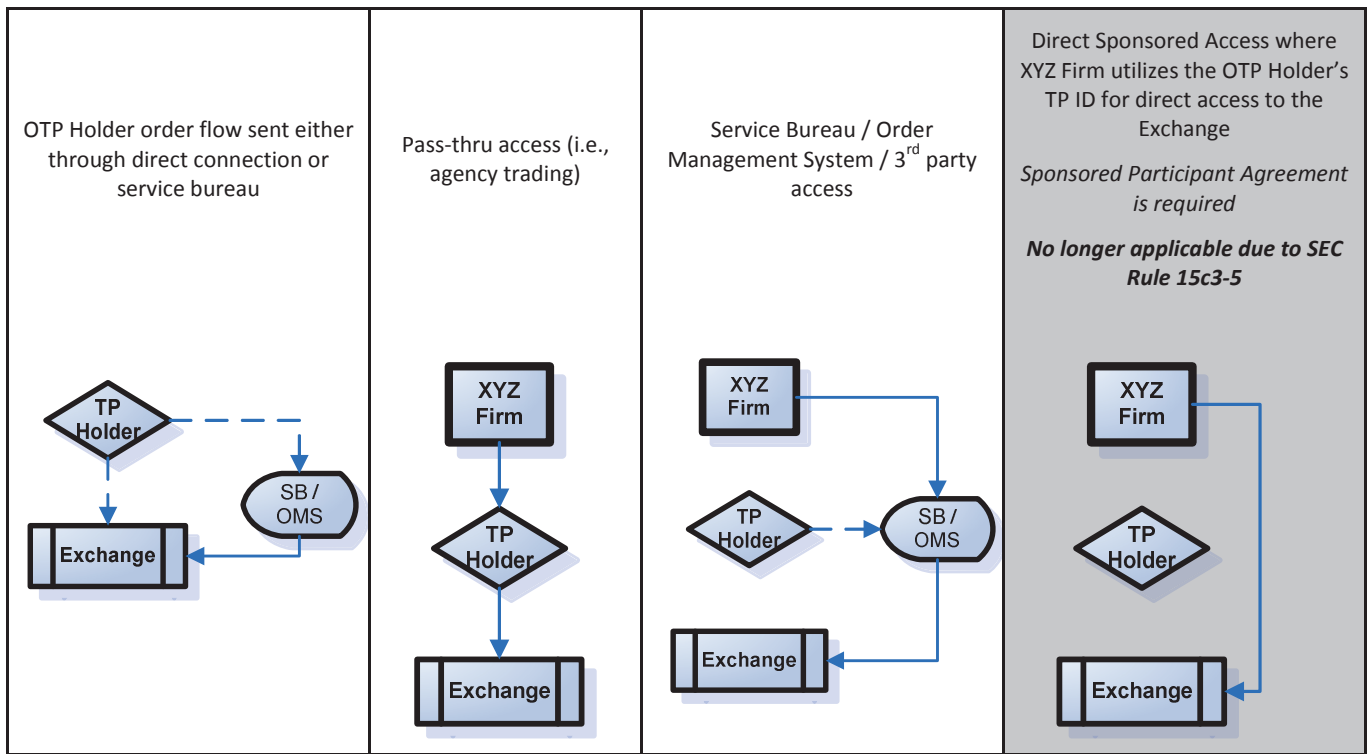 OTP Holder order flow sent either
through direct connection or
service bureau
TP
Holder
SB /
OMS
Exchange
Pass-thru access (i.e.,
agency trading)
XYZ
Firm
TP
Holder
Exchange
Service Bureau / Order
Management System / 3rd party
access
XYZ
Firm
TP
Holder
SB /
OMS
Exchange
Direct Sponsored Access where
XYZ Firm utilizes the OTP Holder’s
TP ID for direct access to the
Exchange
Sponsored Participant Agreement
is required
No longer applicable due to SEC
Rule 15c3-5
XYZ
Firm
TP
Holder
Exchange